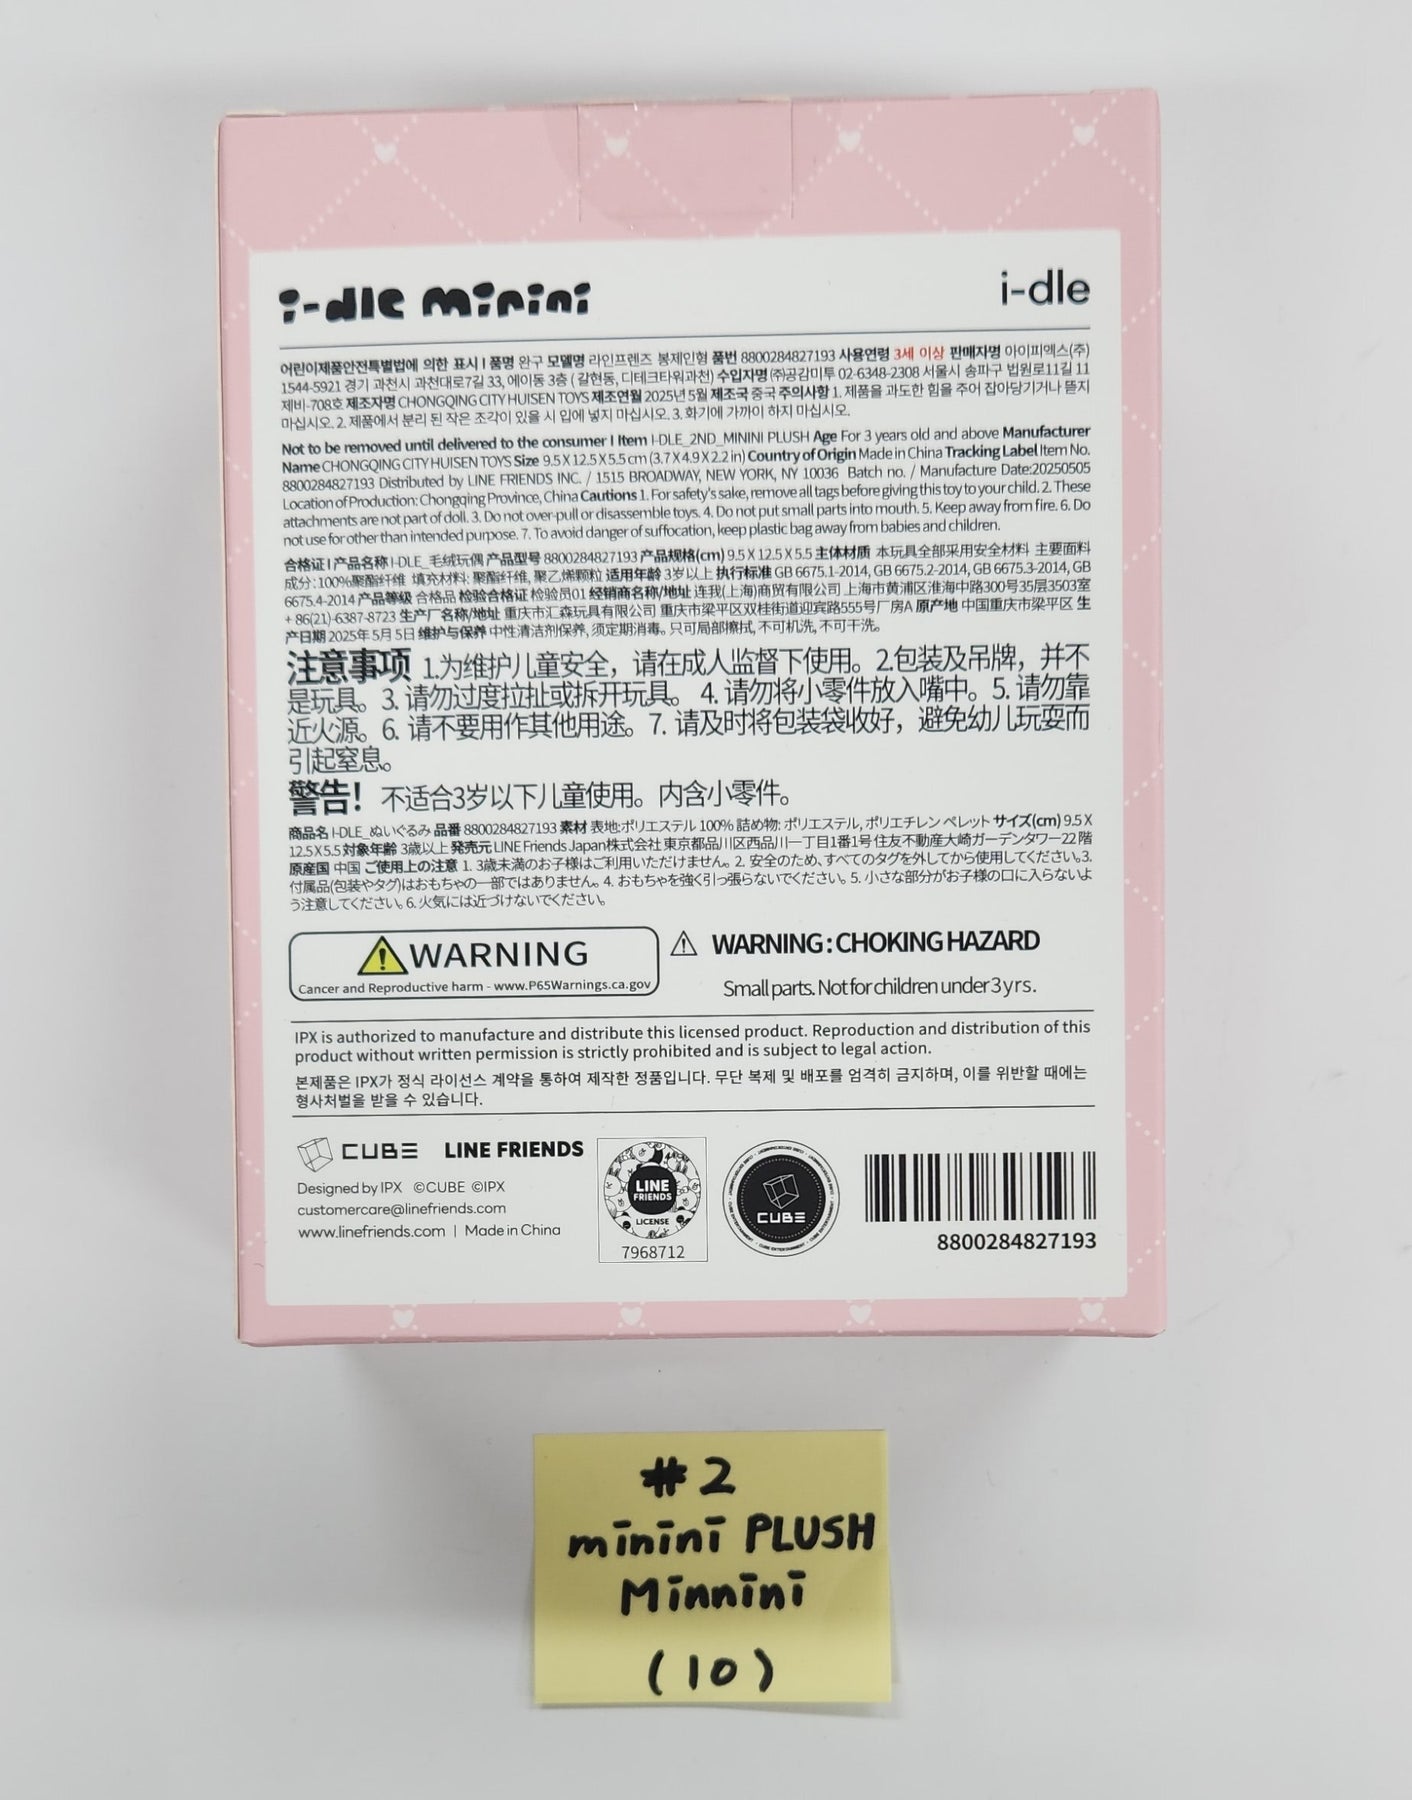 i-dle minini
i-dle
어린이제품안전특별법에 의한 표시 I 품명 완구 모델명 라인프렌즈 봉제인형 품번 8800284827193 사용연령 3세 이상 판매자명 아이피엑스(주)
1544-5921 경기 과천시 과천대로7길 33, 에이동 3층 ( 갈현동, 디테크타워과천) 수입자명 (주)공감미투 02-6348-2308 서울시 송파구 법원로11길 11
제비-708호 제조자명 CHONGQING CITY HUISEN TOYS 제조연월 2025년 5월 제조국 중국 주의사항 1. 제품을 과도한 힘을 주어 잡아당기거나 뜯지
마십시오. 2. 제품에서 분리 된 작은 조각이 있을 시 입에 넣지 마십시오. 3. 화기에 가까이 하지 마십시오.
Not to be removed until delivered to the consumer I Item I-DLE_2ND_MININI PLUSH Age For 3 years old and above Manufacturer
Name CHONGQING CITY HUISEN TOYS Size 9.5 X 12.5 X 5.5 cm (3.7 X 4.9 X 2.2 in) Country of Origin Made in China Tracking Label Item No.
8800284827193 Distributed by LINE FRIENDS INC. / 1515 BROADWAY, NEW YORK, NY 10036 Batch no. / Manufacture Date:20250505
Location of Production: Chongqing Province, China Cautions 1. For safety's sake, remove all tags before giving this toy to your child. 2. These
attachments are not part of doll. 3. Do not over-pull or disassemble toys. 4. Do not put small parts into mouth. 5. Keep away from fire. 6. Do
not use for other than intended purpose. 7. To avoid danger of suffocation, keep plastic bag away from babies and children.
合格证 I 产品名称 I-DLE_毛绒玩偶 产品型号 8800284827193 产品规格(cm) 9.5 X 12.5 X 5.5 主体材质 本玩具全部采用安全材料 主要面料
成分: 100%聚酯纤维 填充材料: 聚酯纤维, 聚乙烯颗粒 适用年龄 3岁以上 执行标准 GB 6675.1-2014, GB 6675.2-2014, GB 6675.3-2014, GB
6675.4-2014 产品等级 合格品 检验合格证 检验员01 经销商名称/地址 连我(上海)商贸有限公司 上海市黄浦区淮海中路300号35层3503室
+ 86(21)-6387-8723 生产厂名称/地址 重庆市汇森玩具有限公司 重庆市梁平区双桂街道迎宾路555号厂房A 原产地 中国重庆市梁平区 生
产日期 2025年 5月 5日 维护与保养 中性清洁剂保养, 须定期消毒。只可局部擦拭, 不可机洗, 不可干洗。
注意事项 1.为维护儿童安全，请在成人监督下使用。2.包装及吊牌，并不
是玩具。3. 请勿过度拉扯或拆开玩具。 4. 请勿将小零件放入嘴中。5. 请勿靠
近火源。6. 请不要用作其他用途。7. 请及时将包装袋收好，避免幼儿玩耍而
引起窒息。
警告! 不适合3岁以下儿童使用。内含小零件。
商品名 I-DLE_ぬいぐるみ 品番 8800284827193 素材 表地:ポリエステル 100% 詰め物: ポリエステル, ポリエチレン ペレット サイズ(cm) 9.5 X
12.5 X 5.5 対象年齢 3歳以上 発売元 LINE Friends Japan株式会社 東京都品川区西品川一丁目1番1号 住友不動産大崎ガーデンタワー22 階
原産国 中国 ご使用上の注意 1. 3歳未満のお子様はご利用いただけません。2. 安全のため、すべてのタグを外してから使用してください。3.
付属品(包装やタグ)はおもちゃの一部ではありません。4. おもちゃを強く引っ張らないでください。5. 小さな部分がお子様の口に入らないよ
う注意してください。6. 火気には近づけないでください。
WARNING
Cancer and Reproductive harm - www.P65Warnings.ca.gov
WARNING : CHOKING HAZARD
Small parts. Not for children under 3 yrs.
IPX is authorized to manufacture and distribute this licensed product. Reproduction and distribution of this
product without written permission is strictly prohibited and is subject to legal action.
본제품은 IPX가 정식 라이선스 계약을 통하여 제작한 정품입니다. 무단 복제 및 배포를 엄격히 금지하며, 이를 위반할 때에는
형사처벌을 받을 수 있습니다.
CUBE LINE FRIENDS
Designed by IPX ©CUBE ©IPX
customercare@linefriends.com
www.linefriends.com | Made in China
LINE
FRIENDS
LICENSE
7968712
CUBE
8800284827193
#2
minini PLUSH
Minnini
(10)